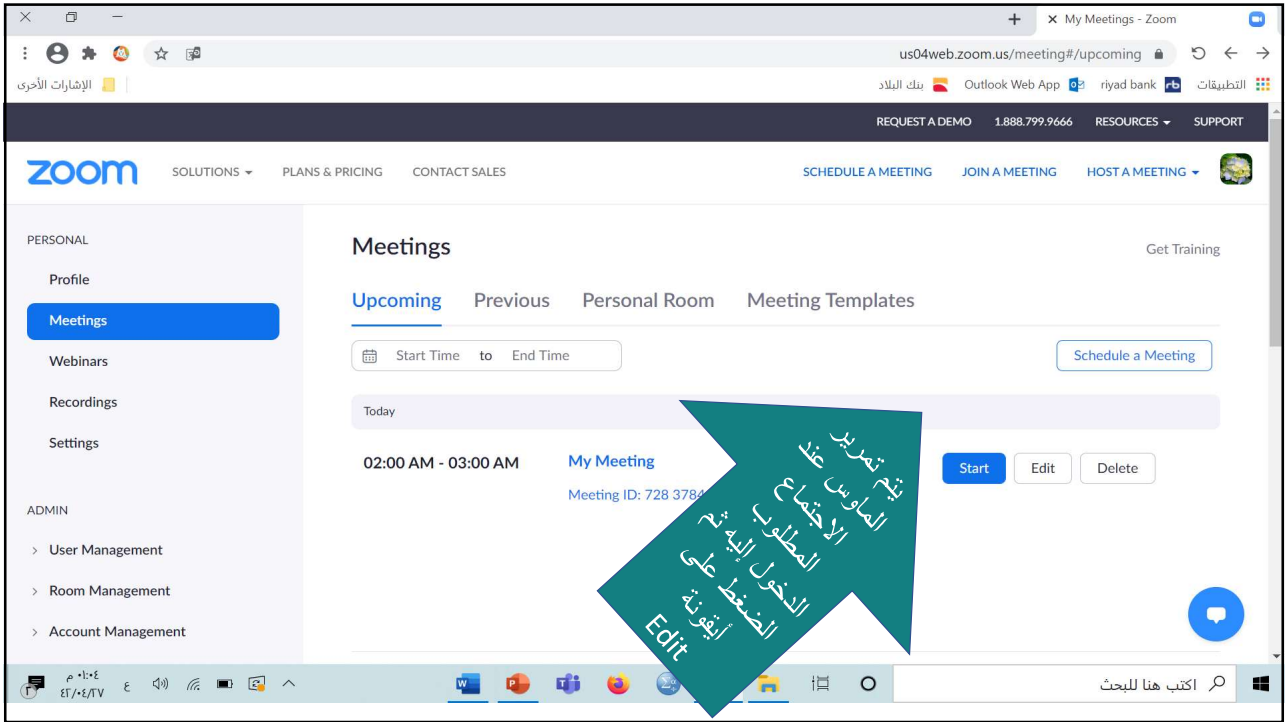 My Meetings - Zoom
us04web.zoom.us/meeting#/upcoming
التطبيقات riyad bank Outlook Web App بنك البلاد الإشارات الأخرى
REQUEST A DEMO 1.888.799.9666 RESOURCES SUPPORT
zoom SOLUTIONS PLANS & PRICING CONTACT SALES SCHEDULE A MEETING JOIN A MEETING HOST A MEETING
PERSONAL
Profile
Meetings
Webinars
Recordings
Settings
ADMIN
User Management
Room Management
Account Management
Meetings
Get Training
Upcoming Previous Personal Room Meeting Templates
Start Time to End Time
Schedule a Meeting
Today
02:00 AM - 03:00 AM My Meeting
Start Edit Delete
Meeting ID: 728 3784
يتم تمرير
الماوس عند
الاجتماع
المطلوب
الدخول إليه ثم
الضغط على
أيقونة
Edit
اكتب هنا للبحث
ع
٠١:٠٤ م